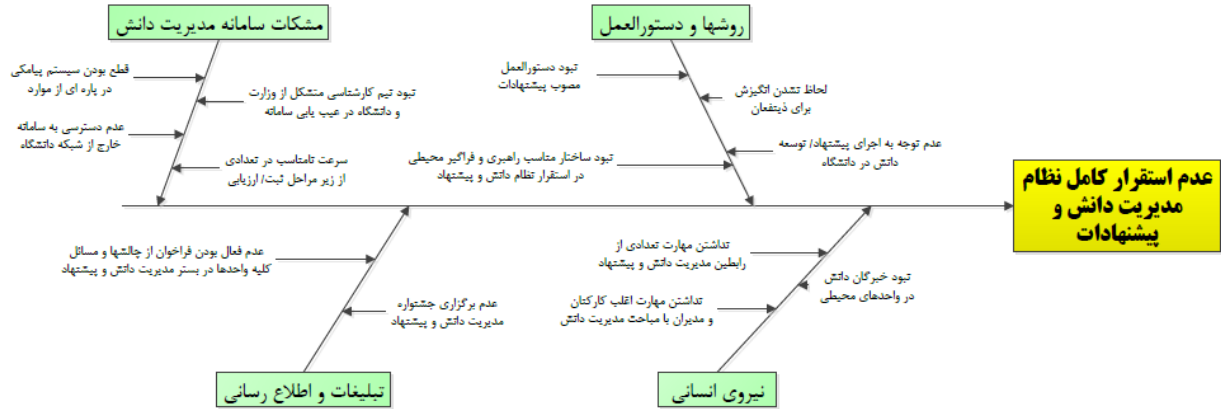 مشکات سامانه مدیریت دانش
روشها و دستورالعمل
قطع بودن سیستم پیامکی
در پاره ای از موارد
نبود تیم کارشناسی متشکل از وزارت
و دانشگاه در عیب یابی سامانه
عدم دسترسی به سامانه
خارج از شبکه دانشگاه
سرعت نامناسب در تعدادی
از زیر مراحل ثبت/ ارزیابی
نبود دستورالعمل
مصوب پیشنهادات
لحاظ نشدن انگیزش
برای ذینفعان
عدم توجه به اجرای پیشنهاد/ توسعه
دانش در دانشگاه
نبود ساختار مناسب راهبری و فراگیر محیطی
در استقرار نظام دانش و پیشنهاد
عدم استقرار کامل نظام
مدیریت دانش و
پیشنهادات
عدم فعال بودن فراخوان از چالشها و مسائل
کلیه واحدها در بستر مدیریت دانش و پیشنهاد
عدم برگزاری جشنواره
مدیریت دانش و پیشنهاد
نداشتن مهارت تعدادی از
رابطین مدیریت دانش و پیشنهاد
نبود خبرگان دانش
در واحدهای محیطی
نداشتن مهارت اغلب کارکنان
و مدیران با مباحث مدیریت دانش
تبلیغات و اطلاع رسانی
نیروی انسانی